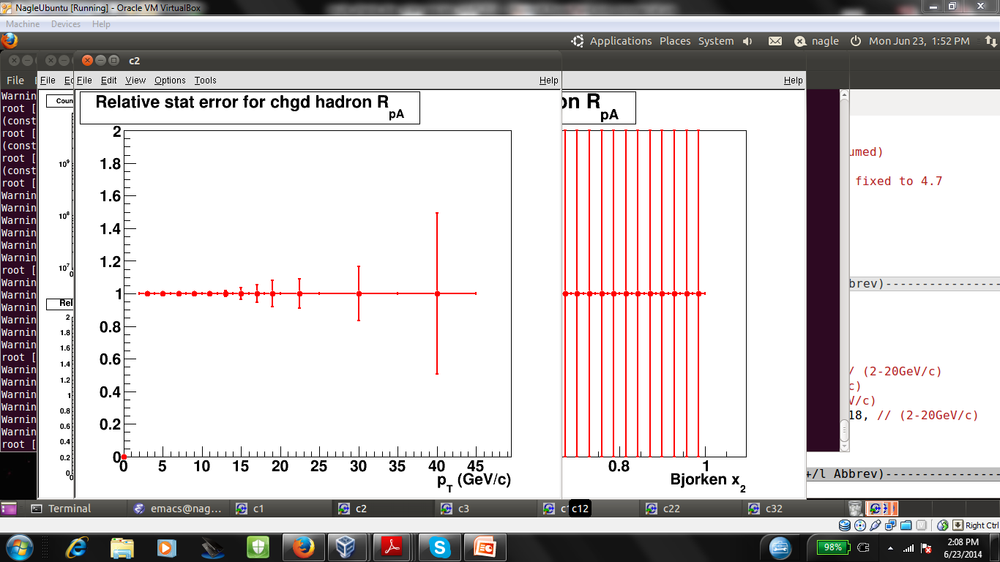 NagleUbuntu [Running] - Oracle VM VirtualBox
Machine Devices Help
Applications Places System nagle Mon Jun 23, 1:52 PM
c2
File
File
File Edit View Options Tools Help
Help
Warnin
root [
(const
root [
(const
root [
(const
root [
Warnin
Warnin
Warnin
Warnin
Warnin
Warnin
root [
Warnin
Warnin
Warnin
Warnin
Warnin
Warnin
root [
Warnin
Warnin
Warnin
Warnin
Warnin
Warnin
root [
Coun
10^9
10^8
10^7
0
Rel
2
1.8
1.6
1.4
1.2
1
0.8
0.6
0.4
0.2
0
Relative stat error for chgd hadron R_pA
2
1.8
1.6
1.4
1.2
1
0.8
0.6
0.4
0.2
0
0 5 10 15 20 25 30 35 40 45
p_T (GeV/c)
on R_pA
0.8 1
Bjorken x_2
umed)
fixed to 4.7
brev)----------------
/ (2-20GeV/c)
c)
V/c)
18, // (2-20GeV/c)
+/l Abbrev)----------------
Terminal emacs@nag... c1 c2 c3 c12 c22 c32
Right Ctrl
98%
2:08 PM
6/23/2014